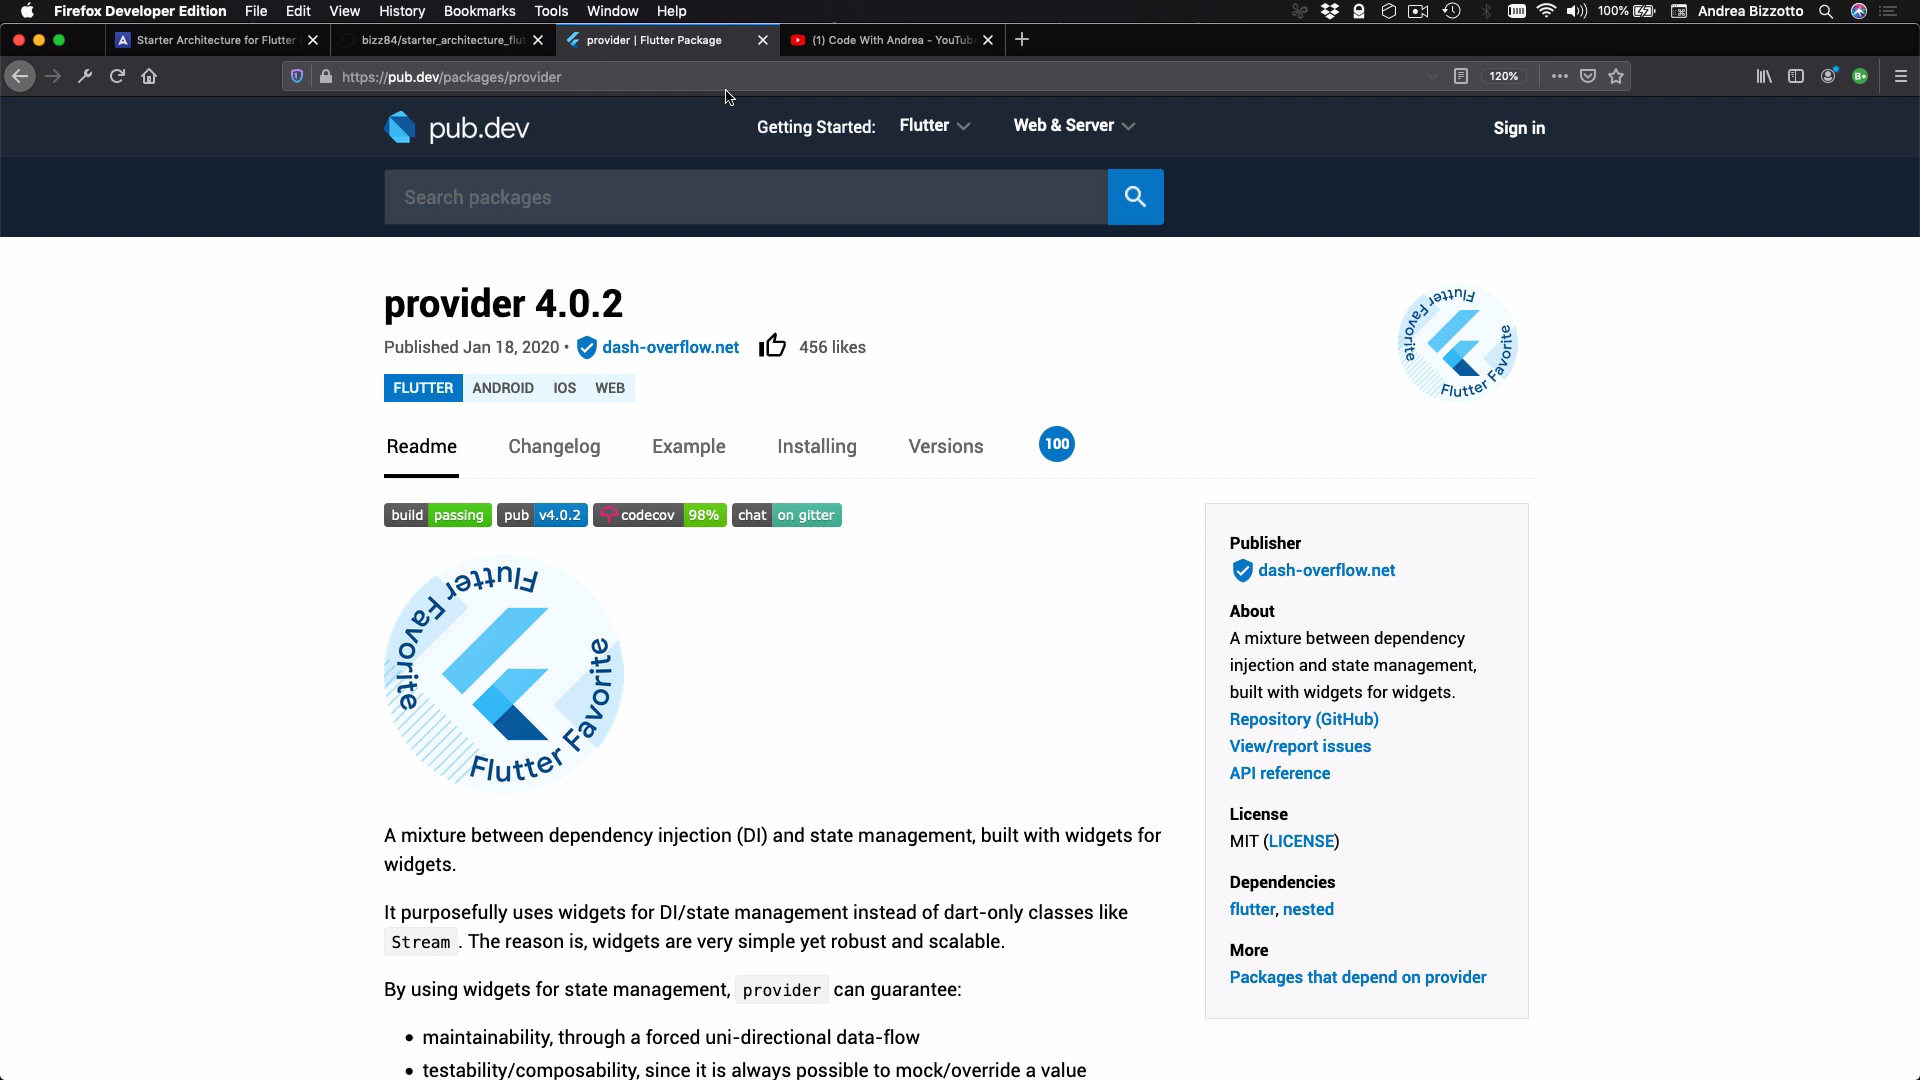 Firefox Developer Edition File Edit View History Bookmarks Tools Window Help 100% Andrea Bizzotto
Starter Architecture for Flutter bizz84/starter_architecture_flut provider | Flutter Package (1) Code With Andrea - YouTub
https://pub.dev/packages/provider 120%
pub.dev Getting Started: Flutter Web & Server Sign in
Search packages
provider 4.0.2
Published Jan 18, 2020 • dash-overflow.net 456 likes
FLUTTER ANDROID IOS WEB
Flutter Favorite Flutter Favorite
Readme Changelog Example Installing Versions 100
build passing pub v4.0.2 codecov 98% chat on gitter
Flutter Favorite Flutter Favorite
A mixture between dependency injection (DI) and state management, built with widgets for
widgets.
It purposefully uses widgets for DI/state management instead of dart-only classes like
Stream . The reason is, widgets are very simple yet robust and scalable.
By using widgets for state management, provider can guarantee:
• maintainability, through a forced uni-directional data-flow
• testability/composability, since it is always possible to mock/override a value
Publisher
dash-overflow.net
About
A mixture between dependency
injection and state management,
built with widgets for widgets.
Repository (GitHub)
View/report issues
API reference
License
MIT (LICENSE)
Dependencies
flutter, nested
More
Packages that depend on provider